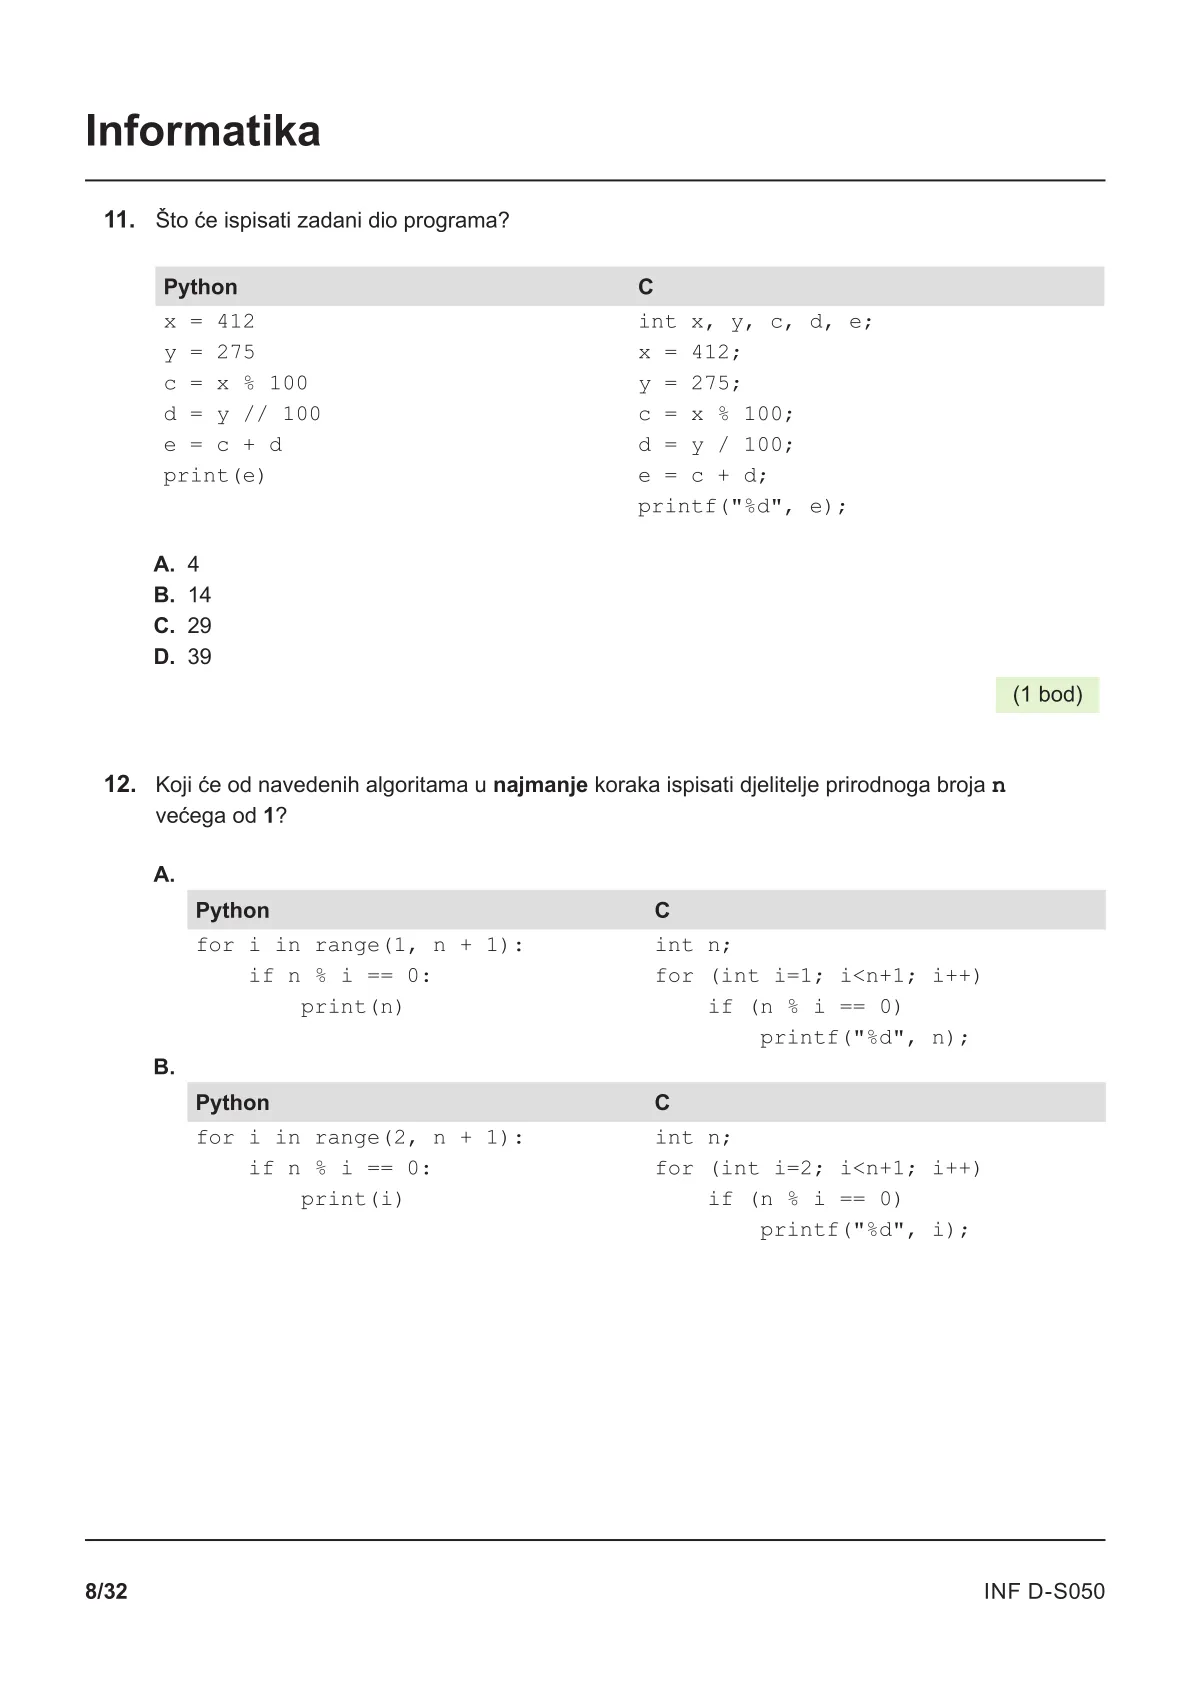 Informatika
11. Što će ispisati zadani dio programa?
Python C
x = 412 int x, y, c, d, e;
y = 275 x = 412;
c = x % 100 y = 275;
d = y // 100 c = x % 100;
e = c + d d = y / 100;
print(e) e = c + d;
printf("%d", e);
A. 4
B. 14
C. 29
D. 39
(1 bod)
12. Koji će od navedenih algoritama u najmanje koraka ispisati djelitelje prirodnoga broja n
većega od 1?
A.
Python C
for i in range(1, n + 1): int n;
if n % i == 0: for (int i=1; i<n+1; i++)
print(n) if (n % i == 0)
printf("%d", n);
B.
Python C
for i in range(2, n + 1): int n;
if n % i == 0: for (int i=2; i<n+1; i++)
print(i) if (n % i == 0)
printf("%d", i);
8/32 INF D-S050